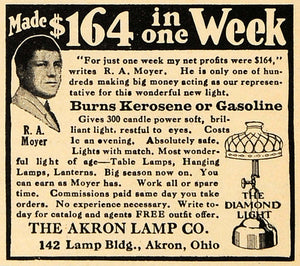 Made $164 in one Week
"For just one week my net profits were $164,"
writes R. A. Moyer. He is only one of hun-
dreds making big money acting as our represen-
tative for this wonderful new light.
Burns Kerosene or Gasoline
Gives 300 candle power soft, bril-
liant light, restful to eyes. Costs
1c an evening. Absolutely safe.
Lights with match. Most wonder-
ful light of age—Table Lamps, Hanging
Lamps, Lanterns. Big season now on. You
can earn as Moyer has. Work all or spare
time. Commissions paid same day you take
orders. No experience necessary. Write to-
day for catalog and agents FREE outfit offer.
R. A.
Moyer
THE
DIAMOND
LIGHT
THE AKRON LAMP CO.
142 Lamp Bldg., Akron, Ohio